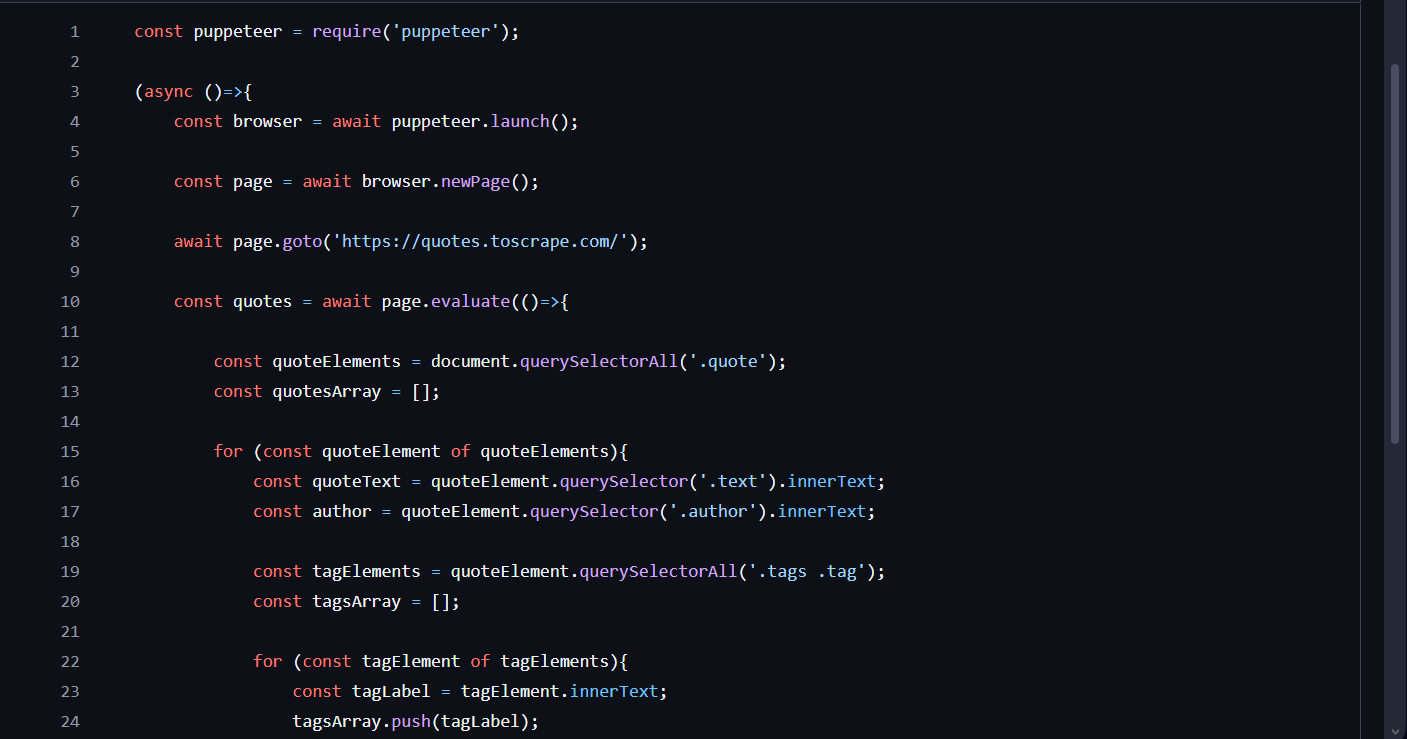 1 const puppeteer = require('puppeteer');
2
3 (async ()=>{
4     const browser = await puppeteer.launch();
5
6     const page = await browser.newPage();
7
8     await page.goto('https://quotes.toscrape.com/');
9
10     const quotes = await page.evaluate(()=>{
11
12         const quoteElements = document.querySelectorAll('.quote');
13         const quotesArray = [];
14
15         for (const quoteElement of quoteElements){
16             const quoteText = quoteElement.querySelector('.text').innerText;
17             const author = quoteElement.querySelector('.author').innerText;
18
19             const tagElements = quoteElement.querySelectorAll('.tags .tag');
20             const tagsArray = [];
21
22             for (const tagElement of tagElements){
23                 const tagLabel = tagElement.innerText;
24                 tagsArray.push(tagLabel);